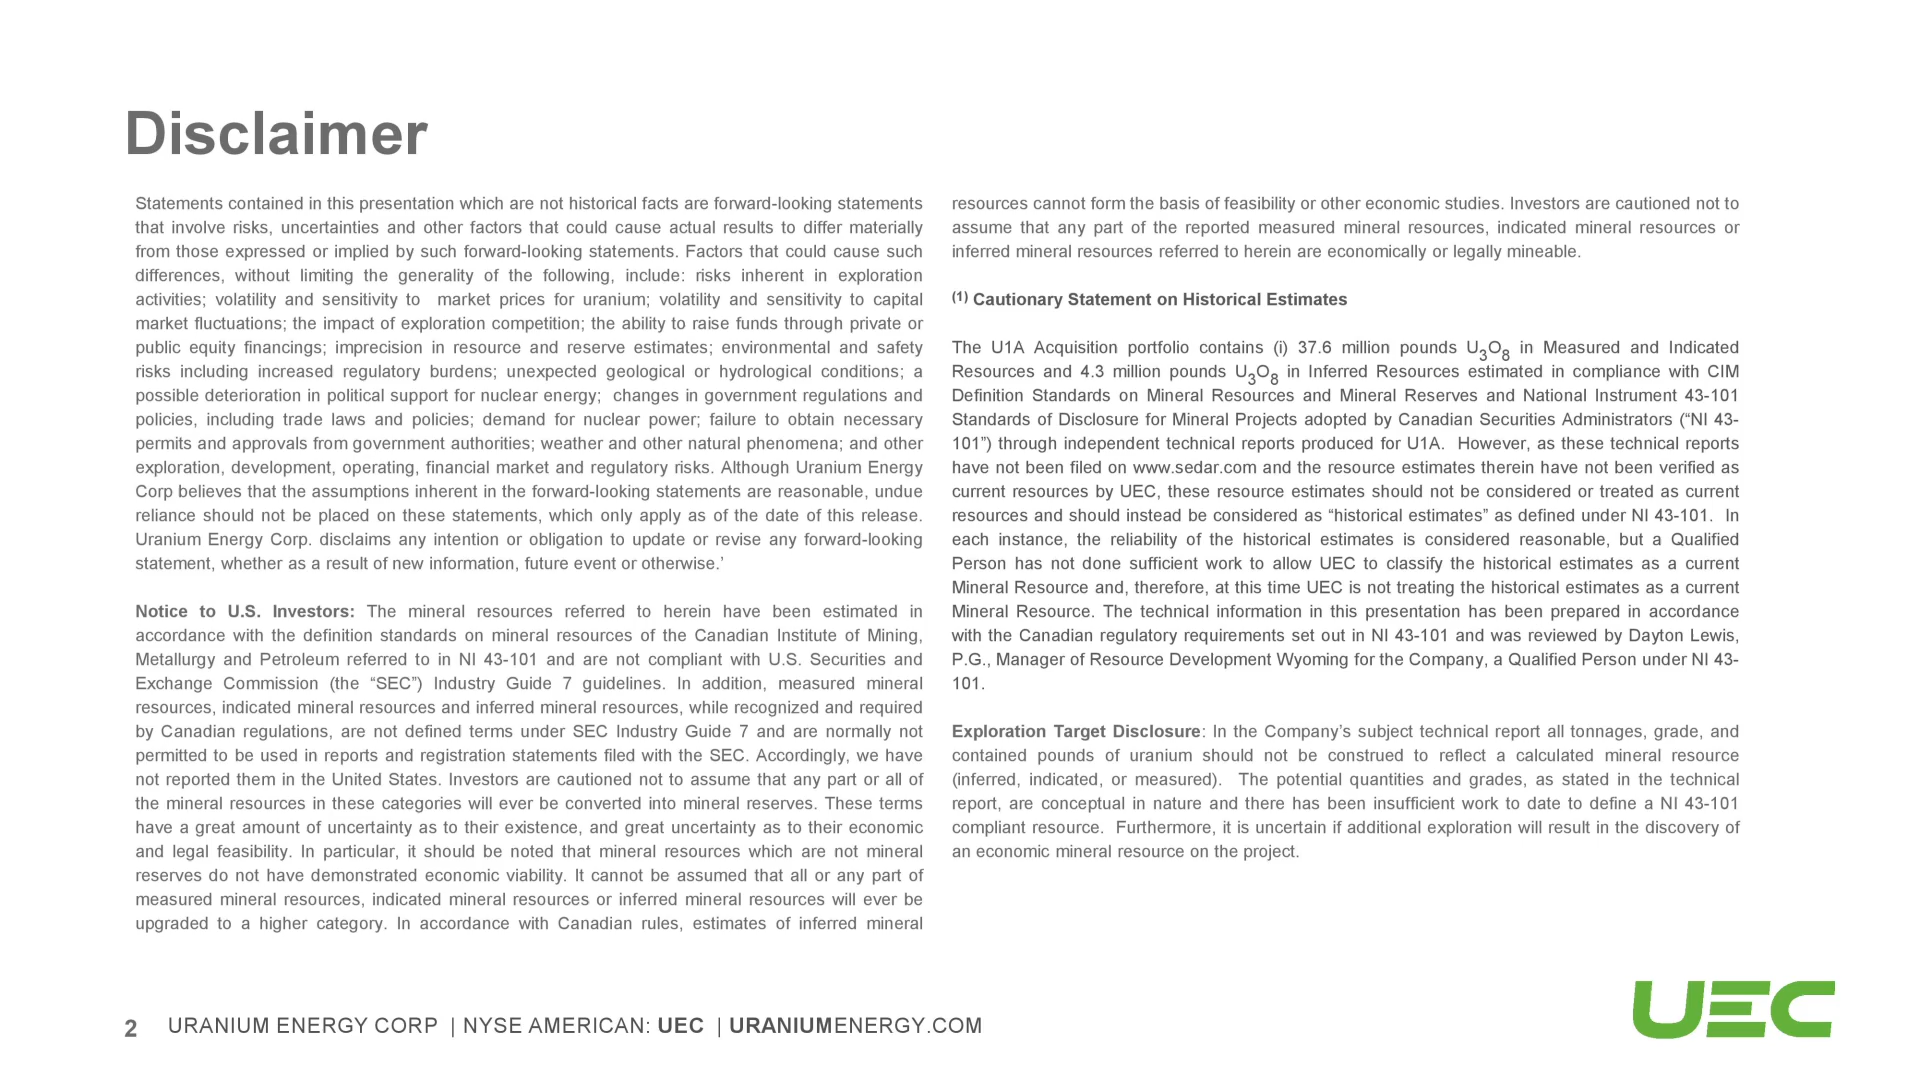 Disclaimer
Statements contained in this presentation which are not historical facts are forward-looking statements
that involve risks, uncertainties and other factors that could cause actual results to differ materially
from those expressed or implied by such forward-looking statements. Factors that could cause such
differences, without limiting the generality of the following, include: risks inherent in exploration
activities; volatility and sensitivity to market prices for uranium; volatility and sensitivity to capital
market fluctuations; the impact of exploration competition; the ability to raise funds through private or
public equity financings; imprecision in resource and reserve estimates; environmental and safety
risks including increased regulatory burdens; unexpected geological or hydrological conditions; a
possible deterioration in political support for nuclear energy; changes in government regulations and
policies, including trade laws and policies; demand for nuclear power; failure to obtain necessary
permits and approvals from government authorities; weather and other natural phenomena; and other
exploration, development, operating, financial market and regulatory risks. Although Uranium Energy
Corp believes that the assumptions inherent in the forward-looking statements are reasonable, undue
reliance should not be placed on these statements, which only apply as of the date of this release.
Uranium Energy Corp. disclaims any intention or obligation to update or revise any forward-looking
statement, whether as a result of new information, future event or otherwise.’
Notice to U.S. Investors: The mineral resources referred to herein have been estimated in
accordance with the definition standards on mineral resources of the Canadian Institute of Mining,
Metallurgy and Petroleum referred to in NI 43-101 and are not compliant with U.S. Securities and
Exchange Commission (the “SEC”) Industry Guide 7 guidelines. In addition, measured mineral
resources, indicated mineral resources and inferred mineral resources, while recognized and required
by Canadian regulations, are not defined terms under SEC Industry Guide 7 and are normally not
permitted to be used in reports and registration statements filed with the SEC. Accordingly, we have
not reported them in the United States. Investors are cautioned not to assume that any part or all of
the mineral resources in these categories will ever be converted into mineral reserves. These terms
have a great amount of uncertainty as to their existence, and great uncertainty as to their economic
and legal feasibility. In particular, it should be noted that mineral resources which are not mineral
reserves do not have demonstrated economic viability. It cannot be assumed that all or any part of
measured mineral resources, indicated mineral resources or inferred mineral resources will ever be
upgraded to a higher category. In accordance with Canadian rules, estimates of inferred mineral
resources cannot form the basis of feasibility or other economic studies. Investors are cautioned not to
assume that any part of the reported measured mineral resources, indicated mineral resources or
inferred mineral resources referred to herein are economically or legally mineable.
(1) Cautionary Statement on Historical Estimates
The U1A Acquisition portfolio contains (i) 37.6 million pounds U3O8 in Measured and Indicated
Resources and 4.3 million pounds U3O8 in Inferred Resources estimated in compliance with CIM
Definition Standards on Mineral Resources and Mineral Reserves and National Instrument 43-101
Standards of Disclosure for Mineral Projects adopted by Canadian Securities Administrators (“NI 43-
101”) through independent technical reports produced for U1A. However, as these technical reports
have not been filed on www.sedar.com and the resource estimates therein have not been verified as
current resources by UEC, these resource estimates should not be considered or treated as current
resources and should instead be considered as “historical estimates” as defined under NI 43-101. In
each instance, the reliability of the historical estimates is considered reasonable, but a Qualified
Person has not done sufficient work to allow UEC to classify the historical estimates as a current
Mineral Resource and, therefore, at this time UEC is not treating the historical estimates as a current
Mineral Resource. The technical information in this presentation has been prepared in accordance
with the Canadian regulatory requirements set out in NI 43-101 and was reviewed by Dayton Lewis,
P.G., Manager of Resource Development Wyoming for the Company, a Qualified Person under NI 43-
101.
Exploration Target Disclosure: In the Company’s subject technical report all tonnages, grade, and
contained pounds of uranium should not be construed to reflect a calculated mineral resource
(inferred, indicated, or measured). The potential quantities and grades, as stated in the technical
report, are conceptual in nature and there has been insufficient work to date to define a NI 43-101
compliant resource. Furthermore, it is uncertain if additional exploration will result in the discovery of
an economic mineral resource on the project.
2 URANIUM ENERGY CORP | NYSE AMERICAN: UEC | URANIUMENERGY.COM
UEC